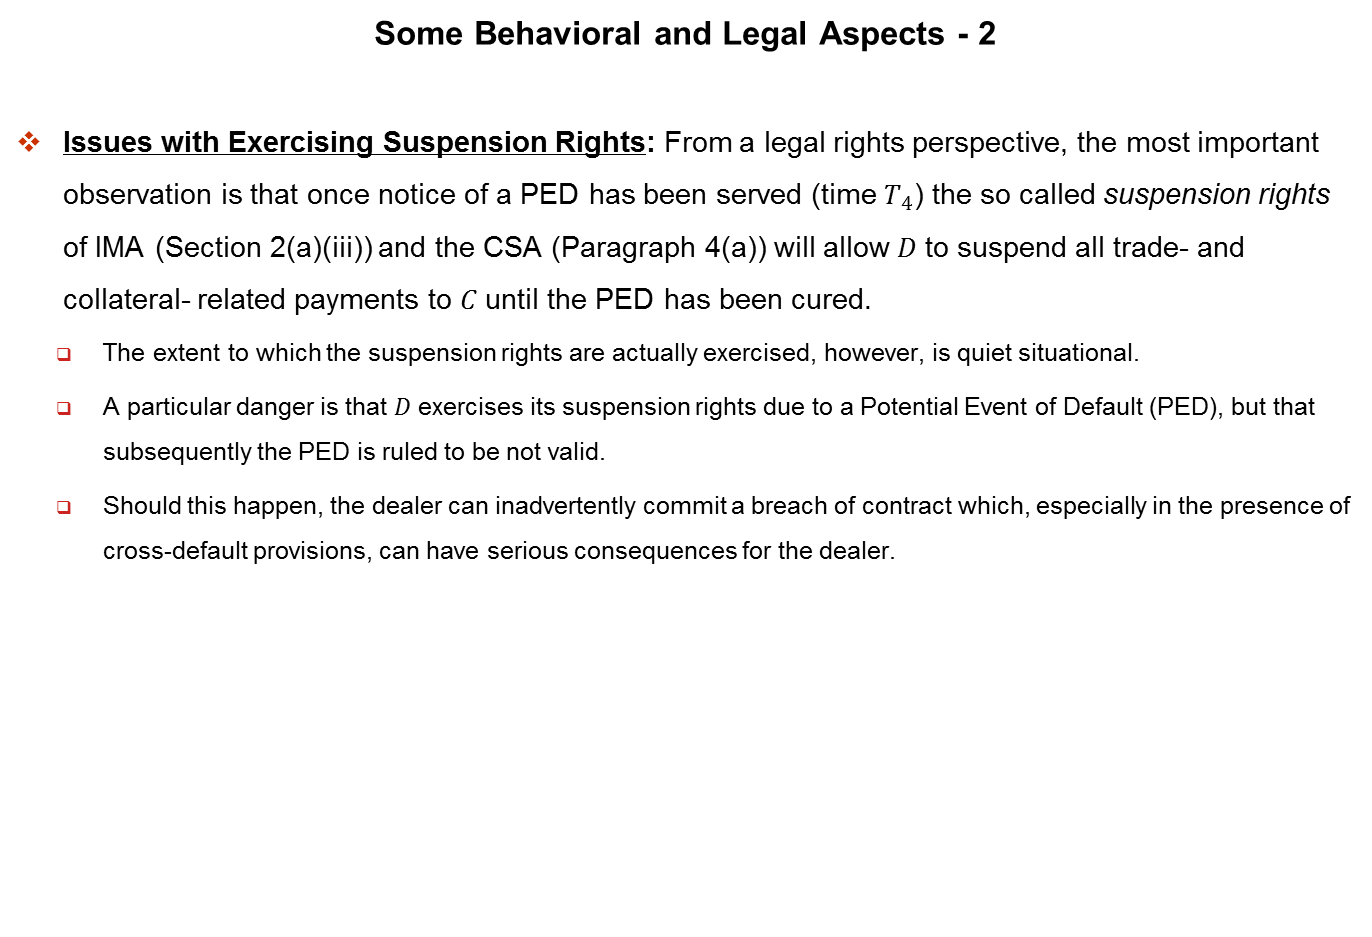 Some Behavioral and Legal Aspects - 2
Issues with Exercising Suspension Rights: From a legal rights perspective, the most important
observation is that once notice of a PED has been served (time T₄) the so called suspension rights
of IMA (Section 2(a)(iii)) and the CSA (Paragraph 4(a)) will allow D to suspend all trade- and
collateral- related payments to C until the PED has been cured.
The extent to which the suspension rights are actually exercised, however, is quiet situational.
A particular danger is that D exercises its suspension rights due to a Potential Event of Default (PED), but that
subsequently the PED is ruled to be not valid.
Should this happen, the dealer can inadvertently commit a breach of contract which, especially in the presence of
cross-default provisions, can have serious consequences for the dealer.